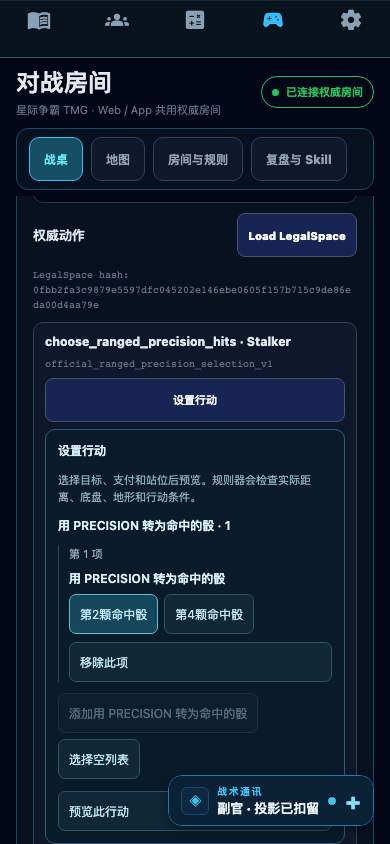 对战房间
星际争霸 TMG · Web / App 共用权威房间
已连接权威房间
战桌
地图
房间与规则
复盘与 Skill
权威动作
Load LegalSpace
LegalSpace hash:
0fbb2fa3c9879e5597dfc045202e146ebe0605f157b715c9de86e
da00d4aa79e
choose_ranged_precision_hits · Stalker
official_ranged_precision_selection_v1
设置行动
设置行动
选择目标、支付和站位后预览。规则器会检查实际距
离、底盘、地形和行动条件。
用 PRECISION 转为命中的骰 · 1
第 1 项
用 PRECISION 转为命中的骰
第2颗命中骰
第4颗命中骰
移除此项
添加用 PRECISION 转为命中的骰
选择空列表
预览此行动
战术通讯
副官 · 投影已扣留